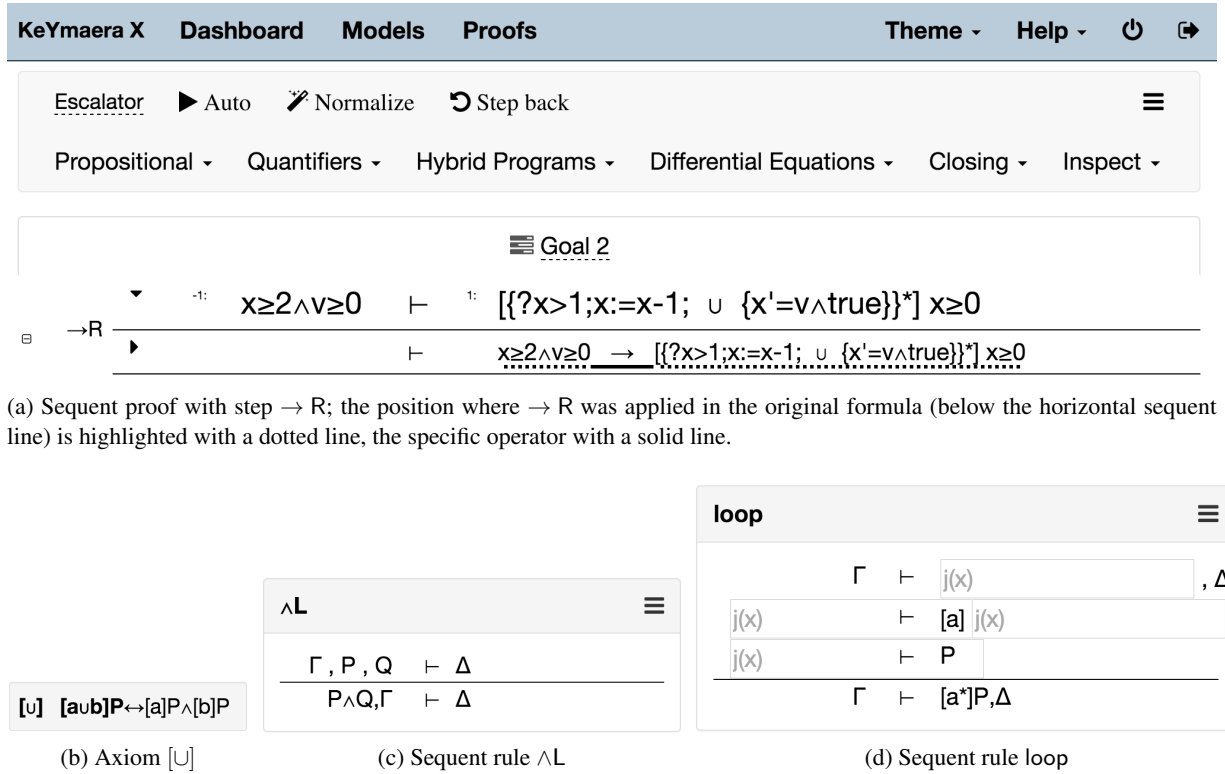 KeYmaera X Dashboard Models Proofs Theme Help
Escalator Auto Normalize Step back
Propositional Quantifiers Hybrid Programs Differential Equations Closing Inspect
Goal 2
-1: x≥2∧v≥0 ⊢ 1: [{?x>1;x:=x-1; ∪ {x'=v∧true}}*] x≥0
→R
⊢ x≥2∧v≥0 → [{?x>1;x:=x-1; ∪ {x'=v∧true}}*] x≥0
(a) Sequent proof with step → R; the position where → R was applied in the original formula (below the horizontal sequent
line) is highlighted with a dotted line, the specific operator with a solid line.
[∪] [a∪b]P↔[a]P∧[b]P
(b) Axiom [∪]
∧L
Γ , P , Q ⊢ Δ
P∧Q,Γ ⊢ Δ
(c) Sequent rule ∧L
loop
Γ ⊢ j(x) , Δ
j(x) ⊢ [a] j(x)
j(x) ⊢ P
Γ ⊢ [a*]P,Δ
(d) Sequent rule loop